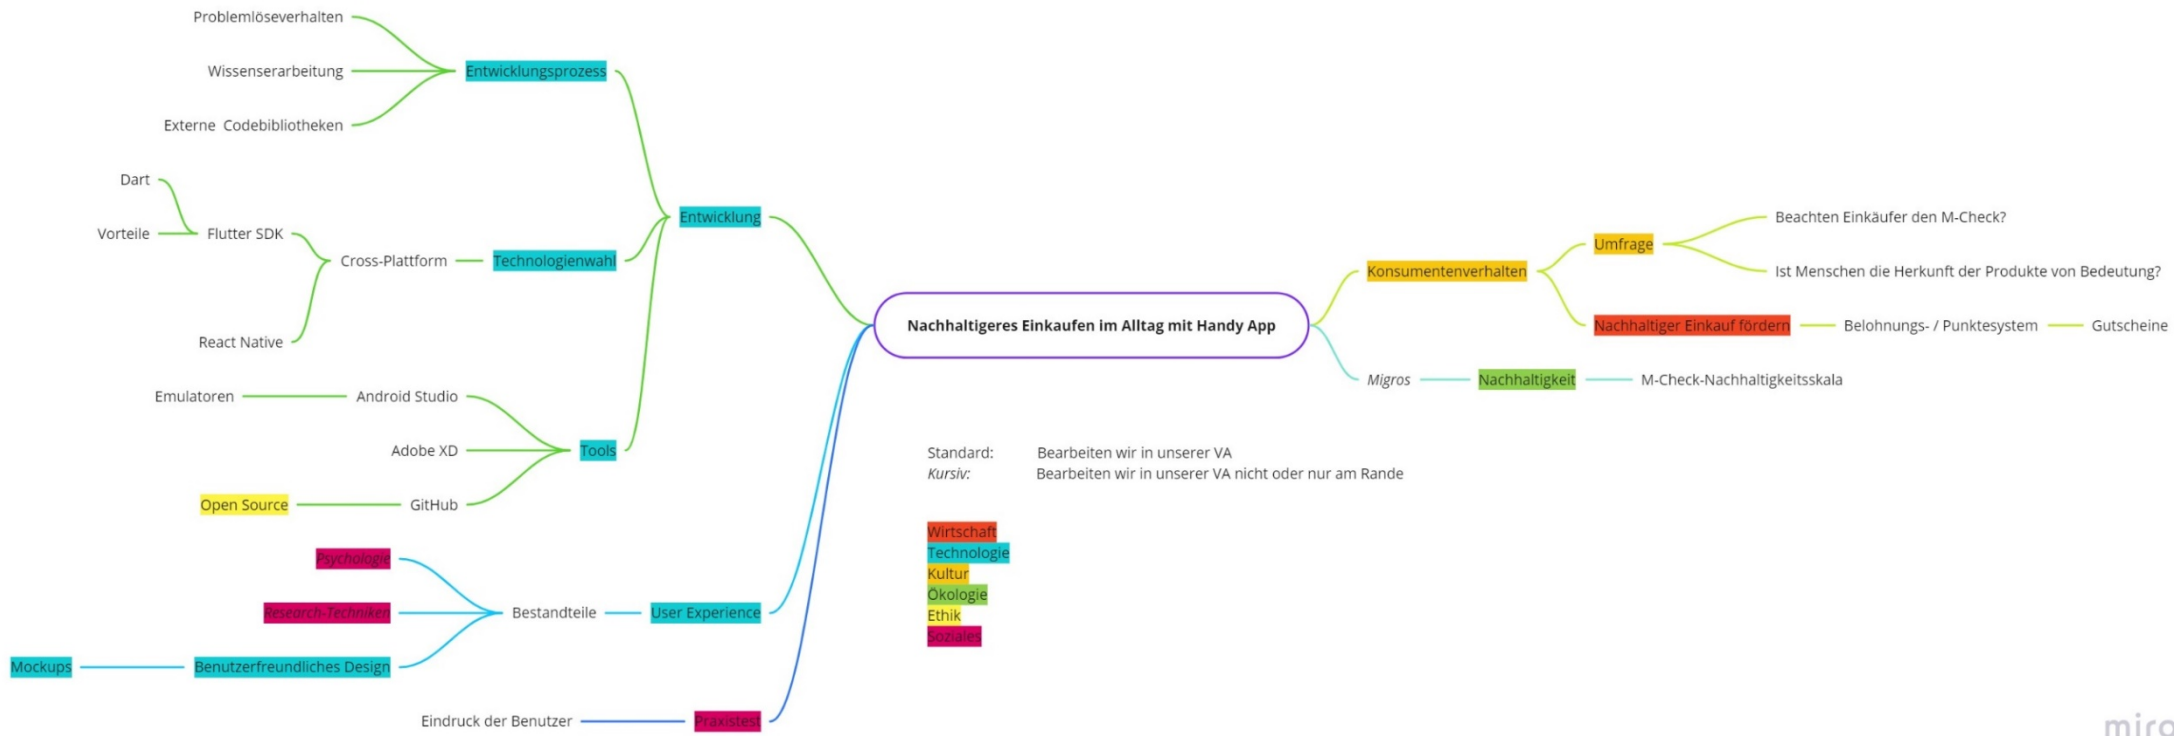 Problemlöseverhalten
Wissenserarbeitung
Externe Codebibliotheken
Entwicklungsprozess
Dart
Vorteile
Flutter SDK
React Native
Cross-Plattform
Technologienwahl
Entwicklung
Emulatoren
Android Studio
Adobe XD
Open Source
GitHub
Tools
Psychologie
Research-Techniken
Mockups
Benutzerfreundliches Design
Bestandteile
User Experience
Eindruck der Benutzer
Praxistest
Nachhaltigeres Einkaufen im Alltag mit Handy App
Konsumentenverhalten
Umfrage
Beachten Einkäufer den M-Check?
Ist Menschen die Herkunft der Produkte von Bedeutung?
Nachhaltiger Einkauf fördern
Belohnungs- / Punktesystem
Gutscheine
Migros
Nachhaltigkeit
M-Check-Nachhaltigkeitsskala
Standard: Bearbeiten wir in unserer VA
Kursiv: Bearbeiten wir in unserer VA nicht oder nur am Rande
Wirtschaft
Technologie
Kultur
Ökologie
Ethik
Soziales
miro